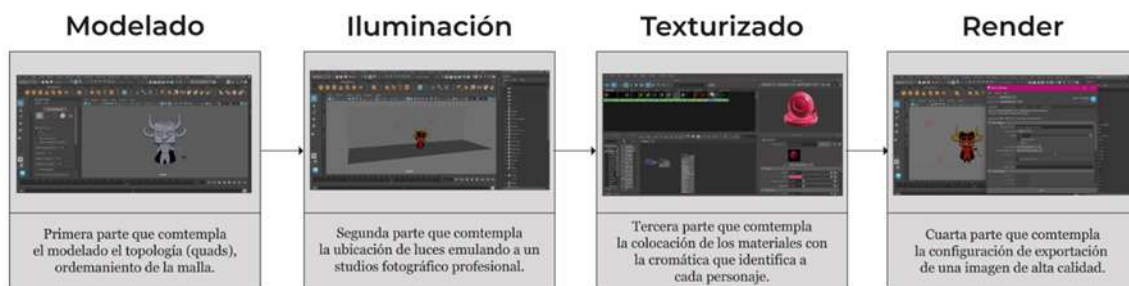 Modelado
Iluminación
Texturizado
Render
Primera parte que comtempla
el modelado el topología (quads),
ordemaniento de la malla.
Segunda parte que comtempla
la ubicación de luces emulando a un
studios fotográfico profesional.
Tercera parte que comtempla
la colocación de los materiales con
la cromática que identifica a
cada personaje.
Cuarta parte que comtempla
la configuración de exportación
de una imagen de alta calidad.